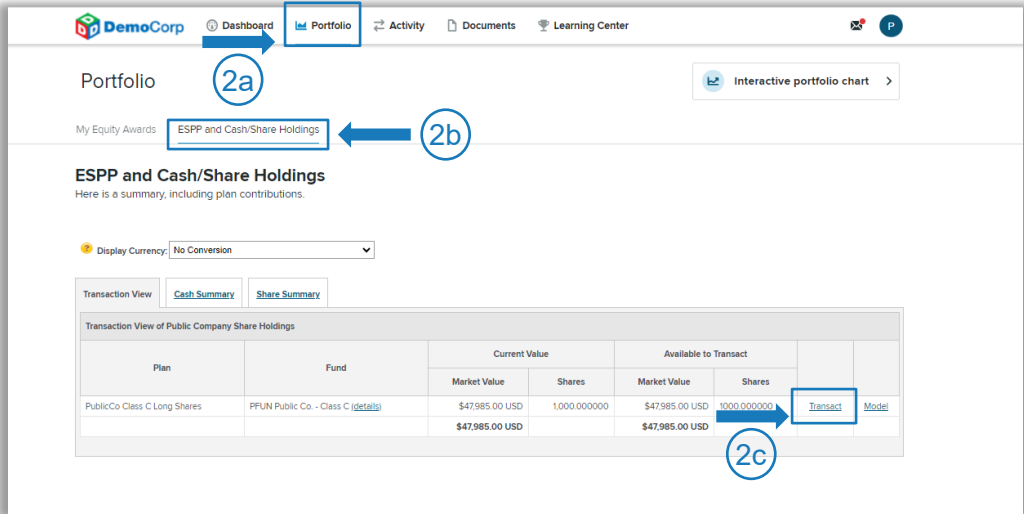 DemoCorp Dashboard Portfolio Activity Documents Learning Center P
2a
Portfolio
Interactive portfolio chart
My Equity Awards ESPP and Cash/Share Holdings
2b
ESPP and Cash/Share Holdings
Here is a summary, including plan contributions.
? Display Currency: No Conversion
Transaction View Cash Summary Share Summary
Transaction View of Public Company Share Holdings
Plan Fund Current Value Available to Transact
Market Value Shares Market Value Shares
PublicCo Class C Long Shares PFUN Public Co. - Class C (details) $47,985.00 USD 1,000.000000 $47,985.00 USD 1000.000000 Transact Model
$47,985.00 USD $47,985.00 USD
2c